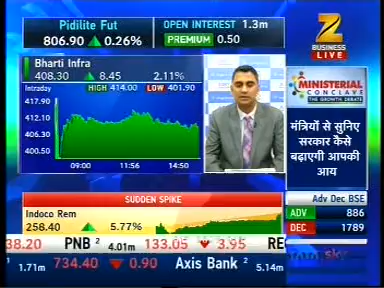 Pidilite Fut
806.90 0.26%
OPEN INTEREST 1.3m
PREMIUM 0.50
Z
BUSINESS
LIVE
Bharti Infra
408.30 8.45 2.11%
Intraday HIGH 414.00 LOW 401.90
417.90
412.10
406.30
400.50
09:00 11:56 14:50
MINISTERIAL
CONCLAVE
THE GROWTH DEBATE
मंत्रियों से सुनिए
सरकार कैसे
बढ़ाएगी आपकी
आय
SUDDEN SPIKE
Indoco Rem
258.40 5.77%
Adv Dec BSE
ADV 886
DEC 1789
38.20 PNB 2 4.01m 133.05 3.95 REC
1.71m 734.40 0.90 Axis Bank 2 5.14m